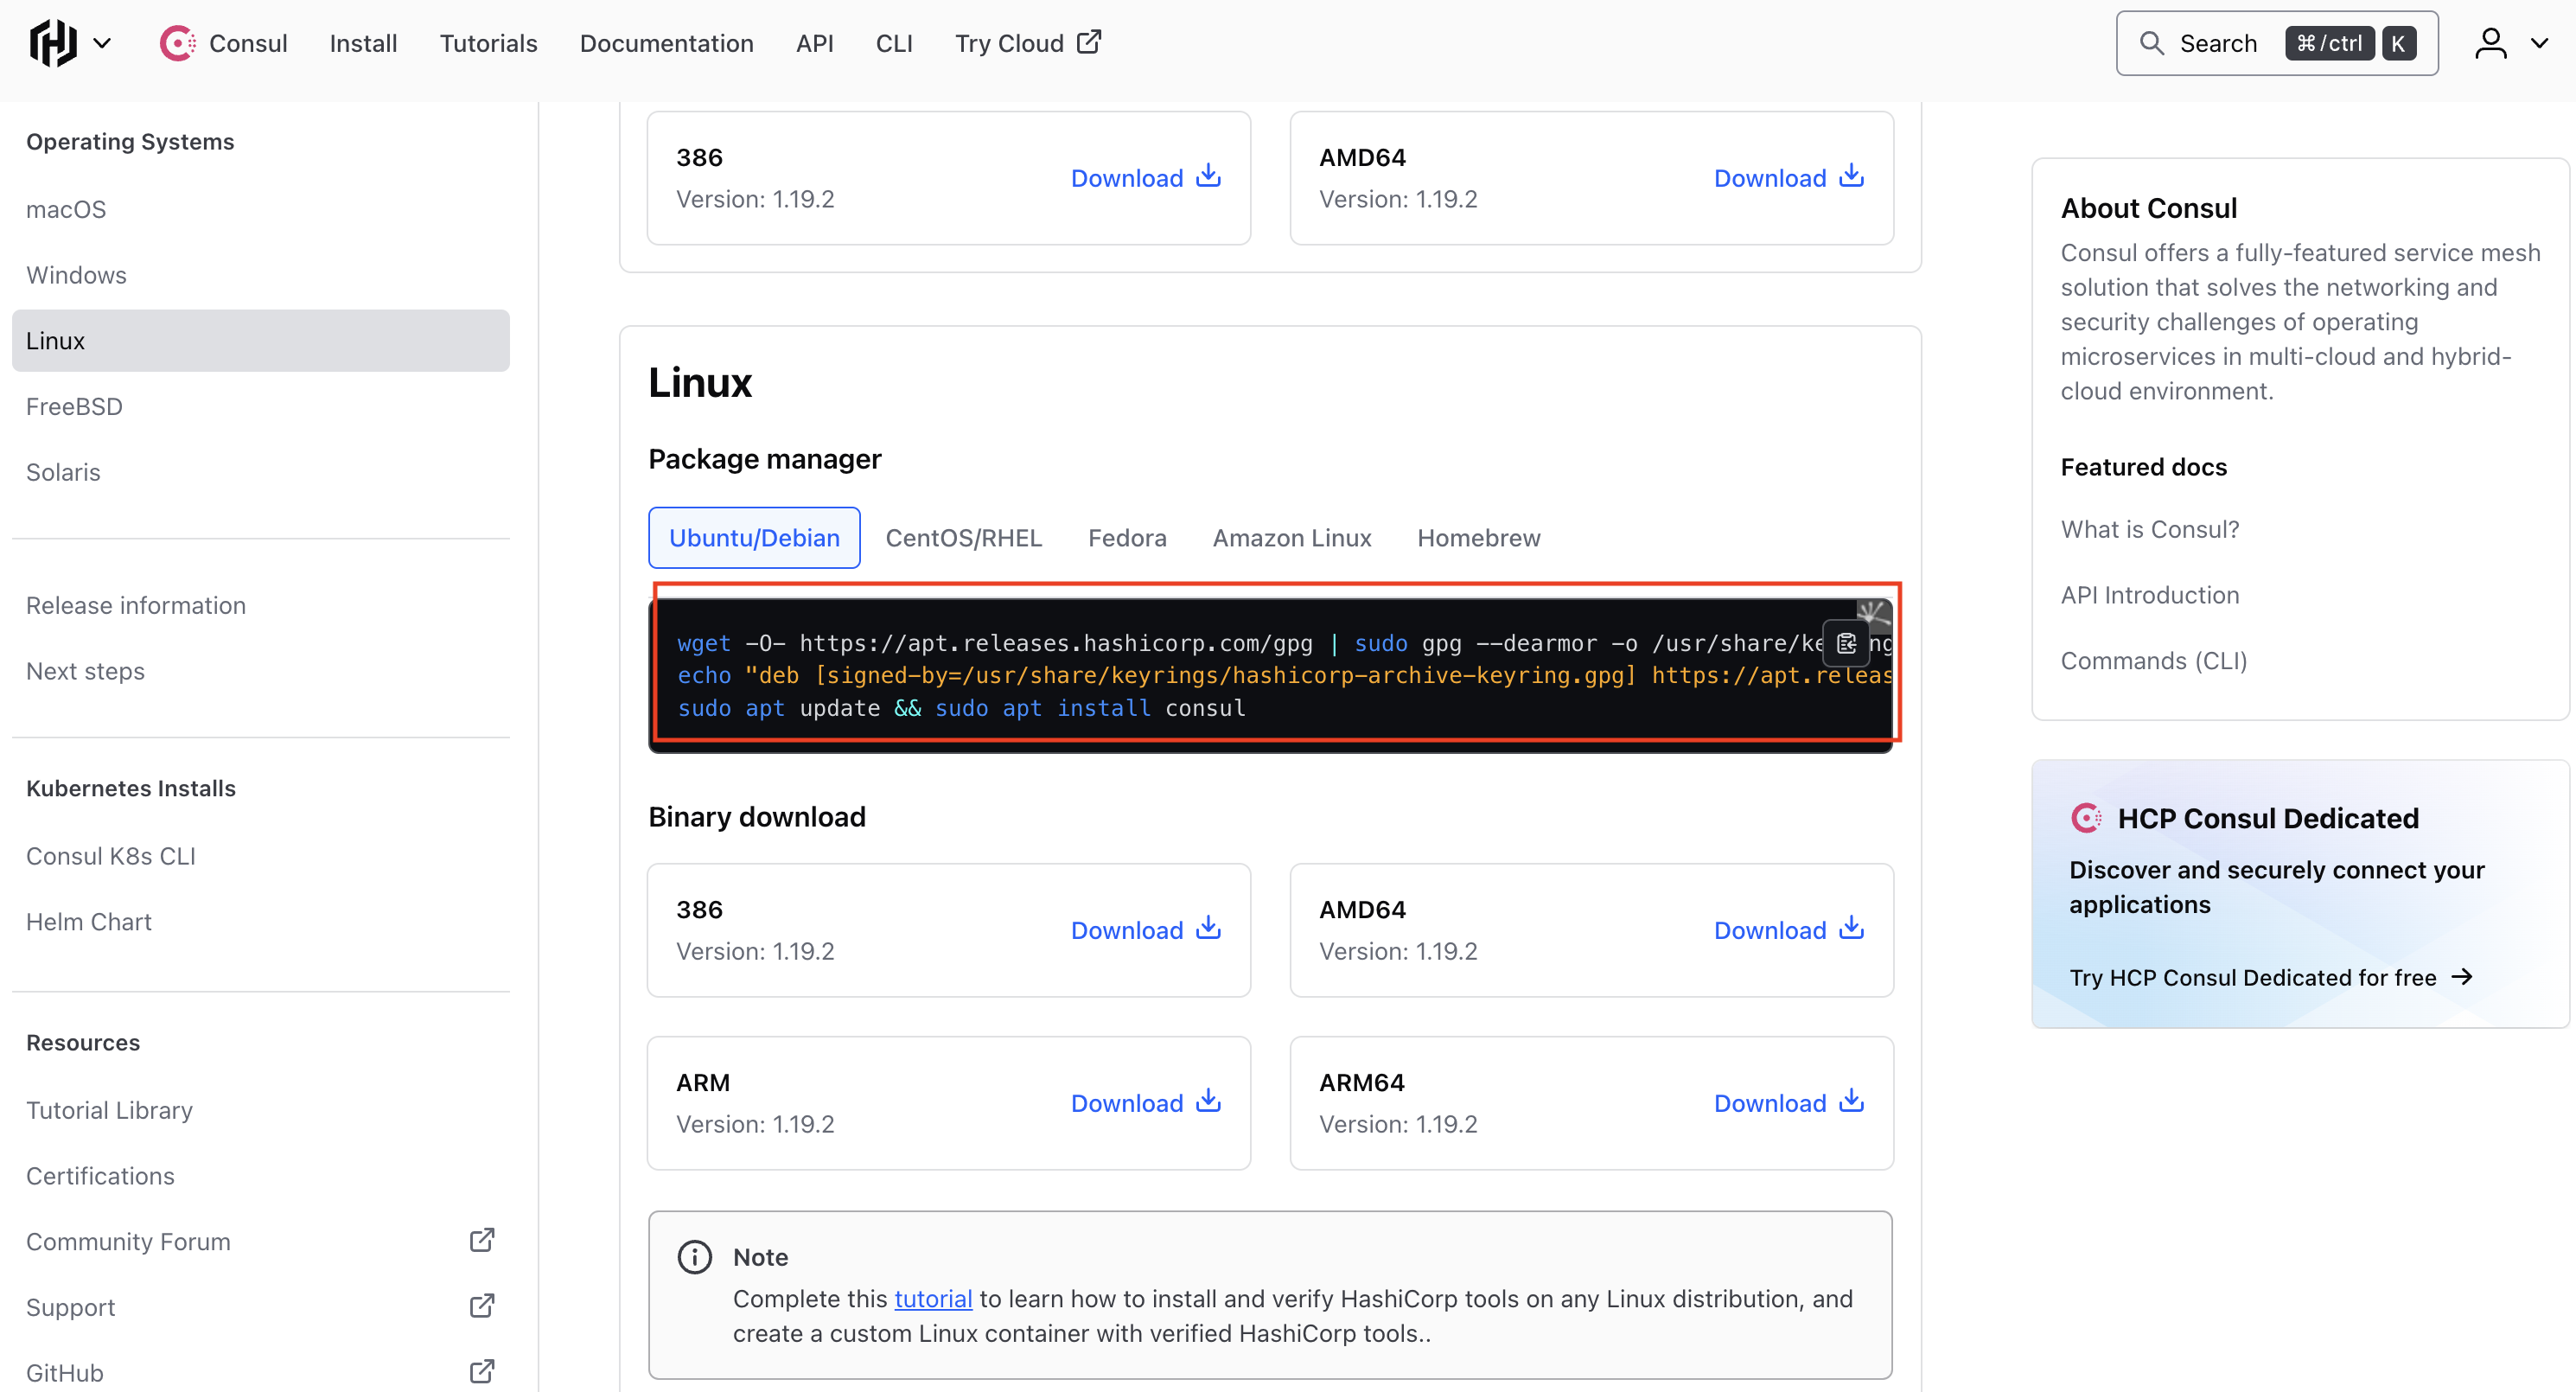 Consul Install Tutorials Documentation API CLI Try Cloud Search ⌘/ctrl K
Operating Systems
macOS
Windows
Linux
FreeBSD
Solaris
Release information
Next steps
Kubernetes Installs
Consul K8s CLI
Helm Chart
Resources
Tutorial Library
Certifications
Community Forum
Support
GitHub
386
Version: 1.19.2
Download
AMD64
Version: 1.19.2
Download
Linux
Package manager
Ubuntu/Debian CentOS/RHEL Fedora Amazon Linux Homebrew
wget -O- https://apt.releases.hashicorp.com/gpg | sudo gpg --dearmor -o /usr/share/ke
echo "deb [signed-by=/usr/share/keyrings/hashicorp-archive-keyring.gpg] https://apt.releas
sudo apt update && sudo apt install consul
Binary download
386
Version: 1.19.2
Download
AMD64
Version: 1.19.2
Download
ARM
Version: 1.19.2
Download
ARM64
Version: 1.19.2
Download
Note
Complete this tutorial to learn how to install and verify HashiCorp tools on any Linux distribution, and
create a custom Linux container with verified HashiCorp tools..
About Consul
Consul offers a fully-featured service mesh
solution that solves the networking and
security challenges of operating
microservices in multi-cloud and hybrid-
cloud environment.
Featured docs
What is Consul?
API Introduction
Commands (CLI)
HCP Consul Dedicated
Discover and securely connect your
applications
Try HCP Consul Dedicated for free →